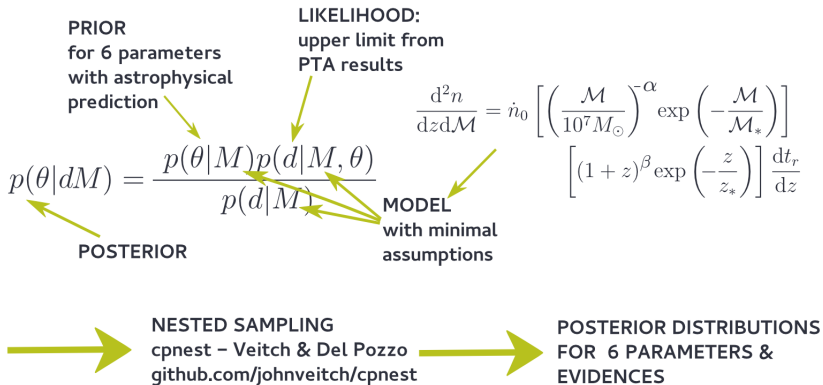 PRIOR
for 6 parameters
with astrophysical
prediction
LIKELIHOOD:
upper limit from
PTA results
d²n / dzdℳ = ṅ₀ [ ( ℳ / 10⁷M⊙ )^-α exp ( − ℳ / ℳ* ) ]
[ (1 + z)^β exp ( − z / z* ) ] dt_r / dz
p(θ|dM) = p(θ|M)p(d|M, θ) / p(d|M)
MODEL
with minimal
assumptions
POSTERIOR
NESTED SAMPLING
cpnest – Veitch & Del Pozzo
github.com/johnveitch/cpnest
POSTERIOR DISTRIBUTIONS
FOR 6 PARAMETERS &
EVIDENCES